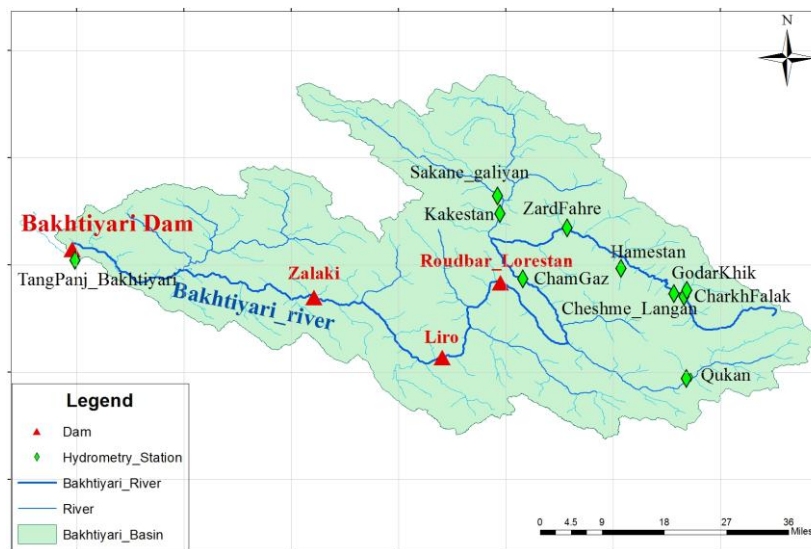 N
Sakane_galiyan
Kakestan
ZardFahre
Bakhtiyari Dam
Hamestan
Roudbar_Lorestan
GodarKhik
TangPanj_Bakhtiyari
Zalaki
ChamGaz
CharkhFalak
Bakhtiyari_river
Cheshme_Langan
Liro
Qukan
Legend
Dam
Hydrometry_Station
Bakhtiyari_River
River
Bakhtiyari_Basin
0 4.5 9 18 27 36
Miles